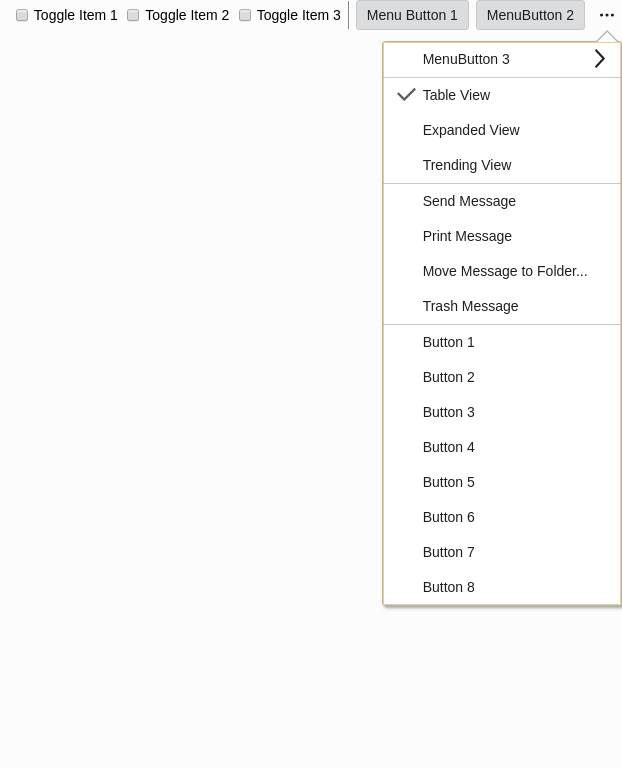 Toggle Item 1 Toggle Item 2 Toggle Item 3 Menu Button 1 MenuButton 2
MenuButton 3
Table View
Expanded View
Trending View
Send Message
Print Message
Move Message to Folder...
Trash Message
Button 1
Button 2
Button 3
Button 4
Button 5
Button 6
Button 7
Button 8